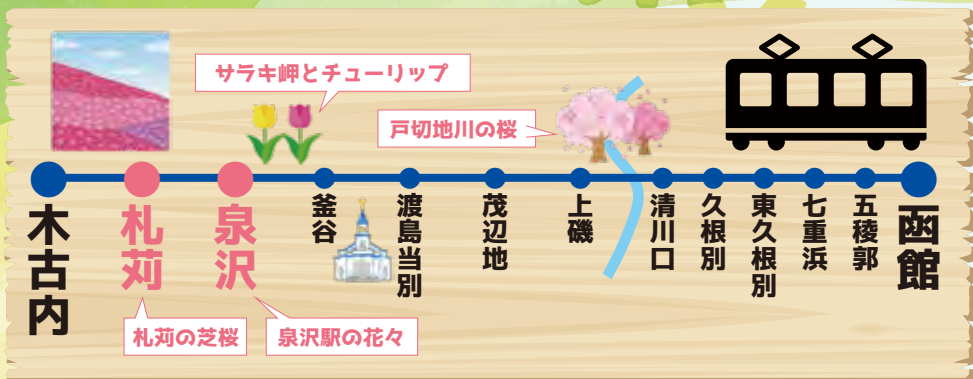 サラキ岬とチューリップ
戸切地川の桜
木古内
札苅
泉沢
釜谷
渡島当別
茂辺地
上磯
清川口
久根別
東久根別
七重浜
五稜郭
函館
札苅の芝桜
泉沢駅の花々